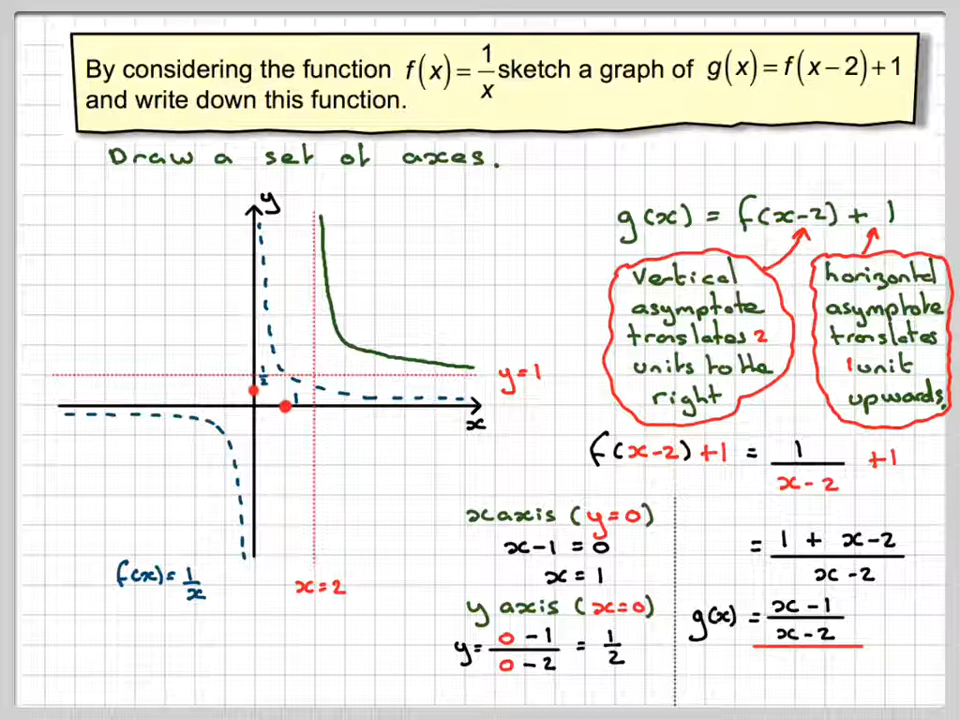 By considering the function f(x) = 1/x sketch a graph of g(x) = f(x − 2) + 1
and write down this function.
Draw a set of axes.
y
x
y = 1
x = 2
f(x) = 1/x
g(x) = f(x-2) + 1
vertical
asymptote
translates 2
units to the
right
horizontal
asymptote
translates
1 unit
upwards.
f(x-2) +1 = 1/(x-2) +1
= (1 + x-2)/(x-2)
g(x) = (x-1)/(x-2)
x axis (y=0)
x-1 = 0
x = 1
y axis (x=0)
y = (0-1)/(0-2) = 1/2